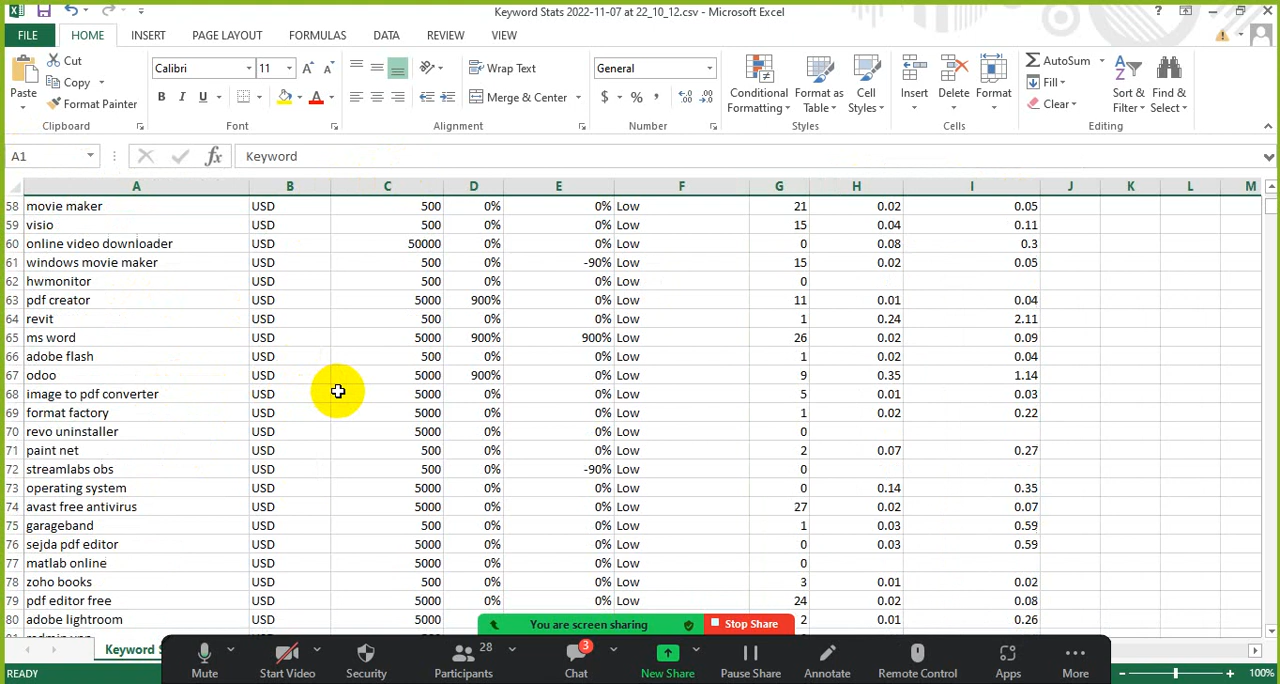 Keyword Stats 2022-11-07 at 22_10_12.csv - Microsoft Excel
FILE HOME INSERT PAGE LAYOUT FORMULAS DATA REVIEW VIEW
Paste Cut Copy Format Painter
Calibri 11 B I U A
Wrap Text
Merge & Center
General $ % ,
Conditional Formatting Format as Table Cell Styles
Insert Delete Format
AutoSum Fill Clear
Sort & Filter Find & Select
Clipboard Font Alignment Number Styles Cells Editing
A1 fx Keyword
A B C D E F G H I J K L M
58 movie maker USD 500 0% 0% Low 21 0.02 0.05
59 visio USD 500 0% 0% Low 15 0.04 0.11
60 online video downloader USD 50000 0% 0% Low 0 0.08 0.3
61 windows movie maker USD 500 0% -90% Low 15 0.02 0.05
62 hwmonitor USD 500 0% 0% Low 0
63 pdf creator USD 5000 900% 0% Low 11 0.01 0.04
64 revit USD 500 0% 0% Low 1 0.24 2.11
65 ms word USD 5000 900% 900% Low 26 0.02 0.09
66 adobe flash USD 500 0% 0% Low 1 0.02 0.04
67 odoo USD 5000 900% 0% Low 9 0.35 1.14
68 image to pdf converter USD 5000 0% 0% Low 5 0.01 0.03
69 format factory USD 5000 0% 0% Low 1 0.02 0.22
70 revo uninstaller USD 500 0% 0% Low 0
71 paint net USD 500 0% 0% Low 2 0.07 0.27
72 streamlabs obs USD 500 0% -90% Low 0
73 operating system USD 5000 0% 0% Low 0 0.14 0.35
74 avast free antivirus USD 5000 0% 0% Low 27 0.02 0.07
75 garageband USD 500 0% 0% Low 1 0.03 0.59
76 sejda pdf editor USD 5000 0% 0% Low 0 0.03 0.59
77 matlab online USD 5000 0% 0% Low 0
78 zoho books USD 500 0% 0% Low 3 0.01 0.02
79 pdf editor free USD 5000 0% 0% Low 24 0.02 0.08
80 adobe lightroom USD 5000 0% 0% Low 2 0.01 0.26
You are screen sharing Stop Share
Keyword S
Mute Start Video Security Participants 28 Chat 3 New Share Pause Share Annotate Remote Control Apps More
READY 100%